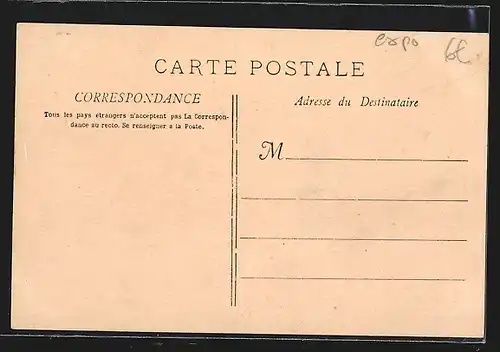 expo
6€
CARTE POSTALE
CORRESPONDANCE
Tous les pays étrangers n'acceptent pas La Correspon-
dance au recto. Se renseigner à la Poste.
Adresse du Destinataire
M